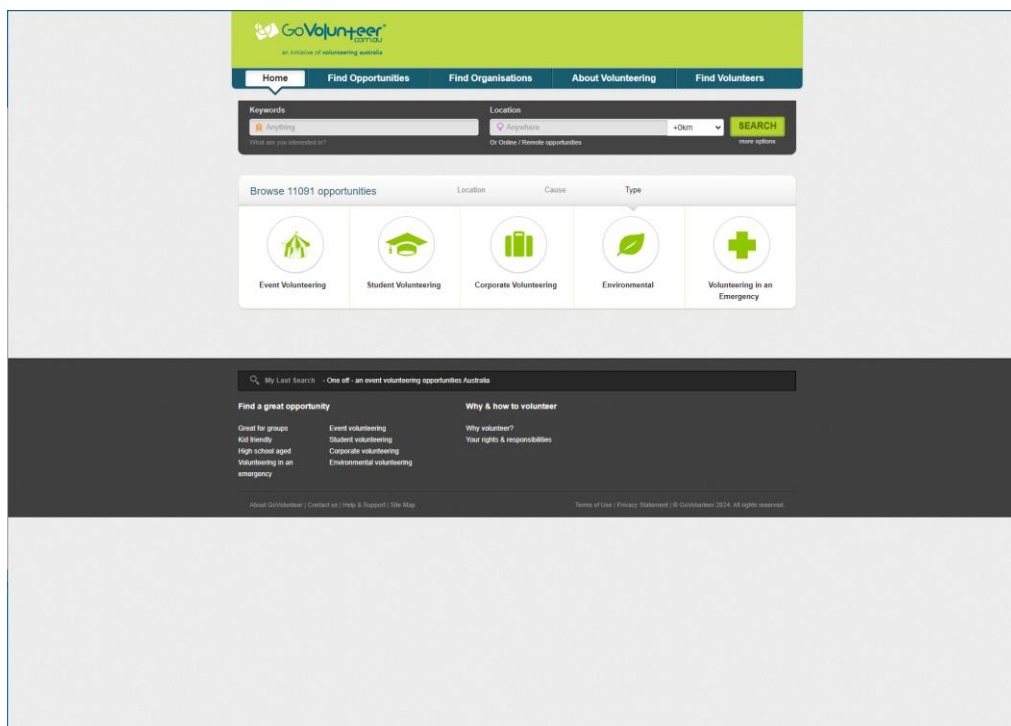 GoVolunteer
.com.au
an initiative of volunteering australia
Home Find Opportunities Find Organisations About Volunteering Find Volunteers
Keywords Location
Anything Anywhere +0km SEARCH
What are you interested in? Or Online / Remote opportunities more options
Browse 11091 opportunities Location Cause Type
Event Volunteering Student Volunteering Corporate Volunteering Environmental Volunteering in an
Emergency
My Last Search - One off - an event volunteering opportunities Australia
Find a great opportunity Why & how to volunteer
Great for groups Event volunteering Why volunteer?
Kid friendly Student volunteering Your rights & responsibilities
High school aged Corporate volunteering
Volunteering in an Environmental volunteering
emergency
About GoVolunteer | Contact us | Help & Support | Site Map Terms of Use | Privacy Statement | © GoVolunteer 2024. All rights reserved.